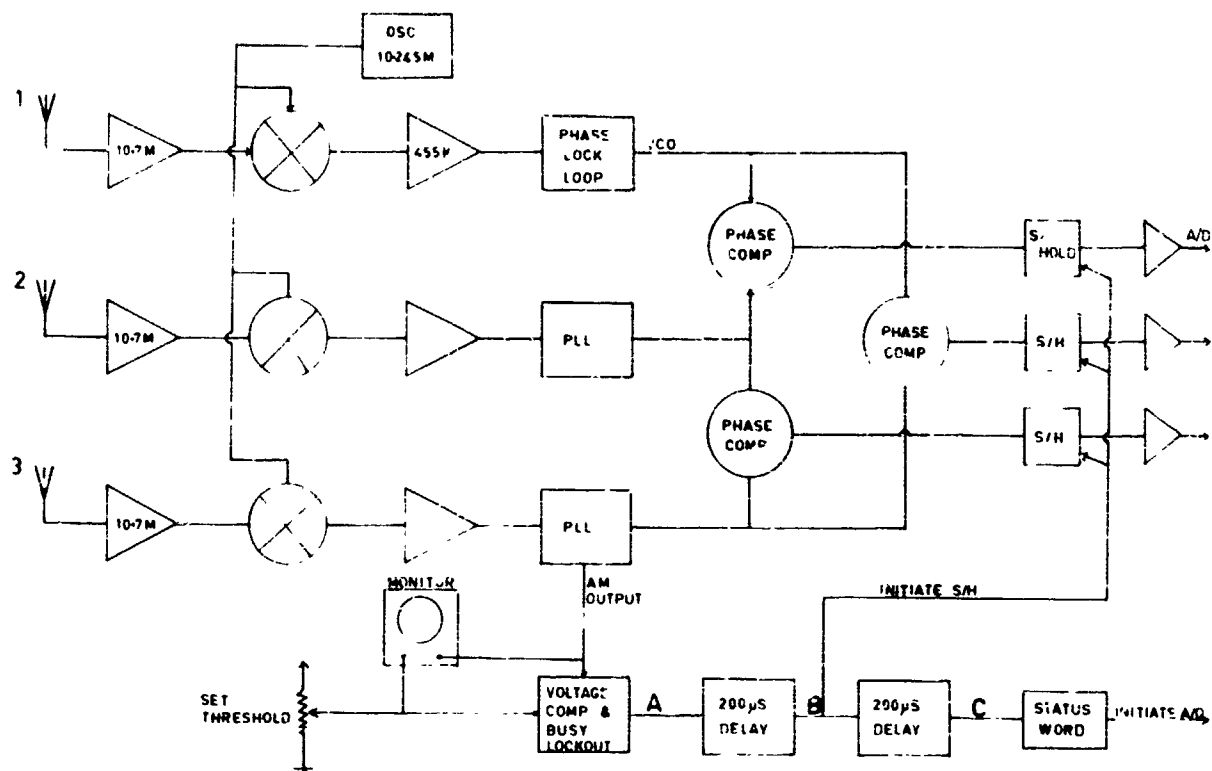 OSC
10·245M
1
10·7M
455K
PHASE
LOCK
LOOP
VCO
PHASE
COMP
HOLD
A/D
2
10·7M
PLL
PHASE
COMP
S/H
PHASE
COMP
S/H
3
10·7M
PLL
MONITOR
AM
OUTPUT
INITIATE S/H
SET
THRESHOLD
VOLTAGE
COMP &
BUSY
LOCKOUT
A
200µS
DELAY
B
200µS
DELAY
C
STATUS
WORD
INITIATE A/D